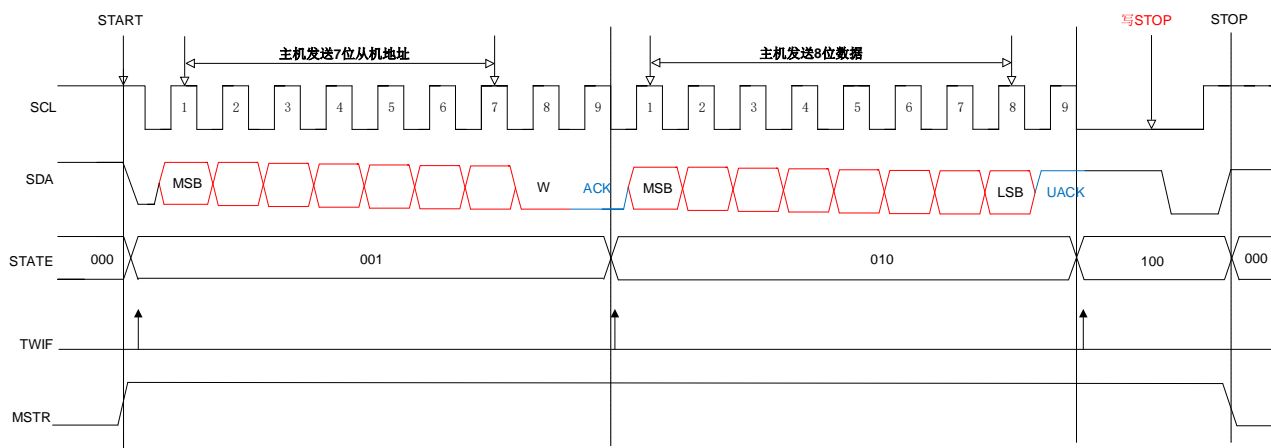 START 写STOP STOP
主机发送7位从机地址 主机发送8位数据
SCL 1 2 3 4 5 6 7 8 9 1 2 3 4 5 6 7 8 9
SDA MSB W ACK MSB LSB UACK
STATE 000 001 010 100 000
TWIF
MSTR